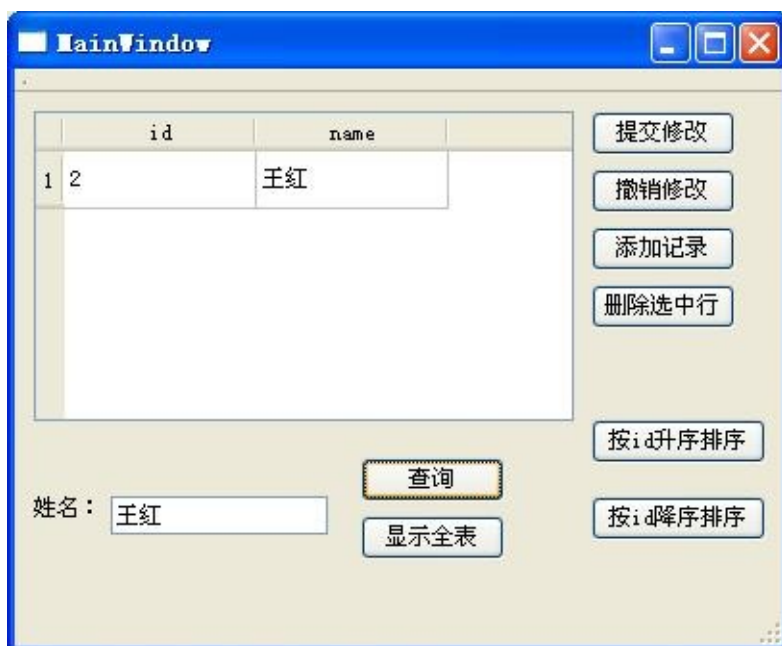 MainWindow
id name
1 2 王红
提交修改
撤销修改
添加记录
删除选中行
按id升序排序
查询
姓名： 王红
显示全表
按id降序排序